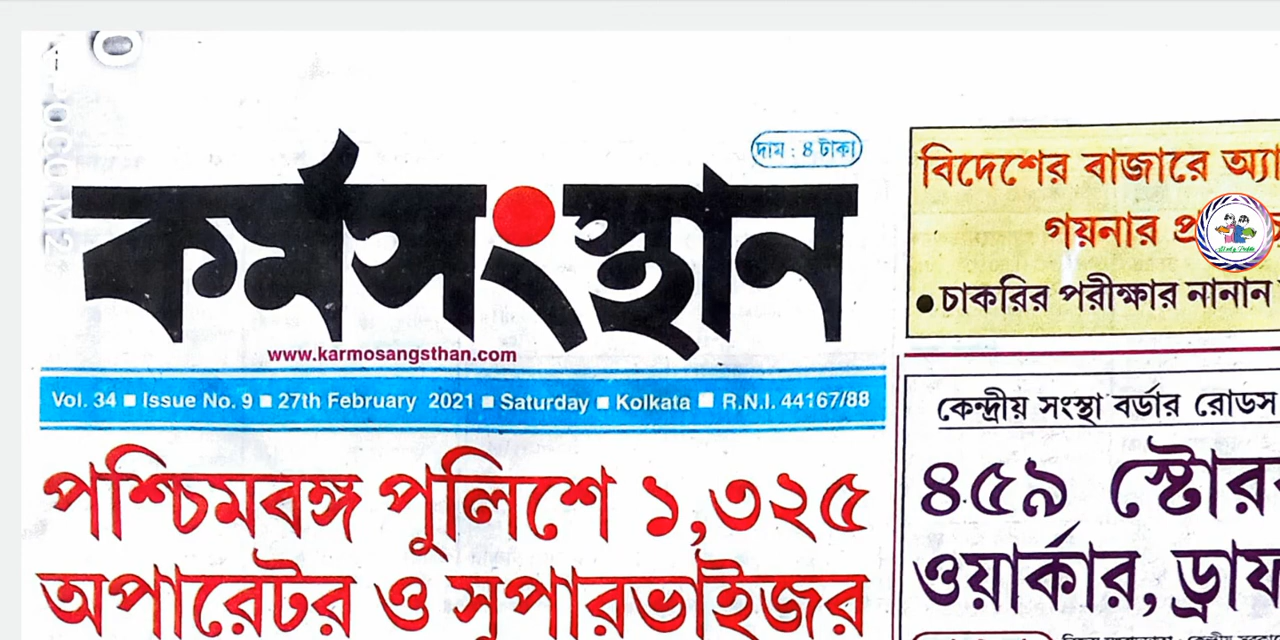 দাম : ৪ টাকা
কর্মসংস্থান
www.karmosangsthan.com
Vol. 34 ■ Issue No. 9 ■ 27th February 2021 ■ Saturday ■ Kolkata ■ R.N.I. 44167/88
পশ্চিমবঙ্গ পুলিশে ১,৩২৫
অপারেটর ও সুপারভাইজর
বিদেশের বাজারে
গয়নার
● চাকরির পরীক্ষার নানান
কেন্দ্রীয় সংস্থা বর্ডার রোডস
৪৫৯ স্টোর
ওয়ার্কার,